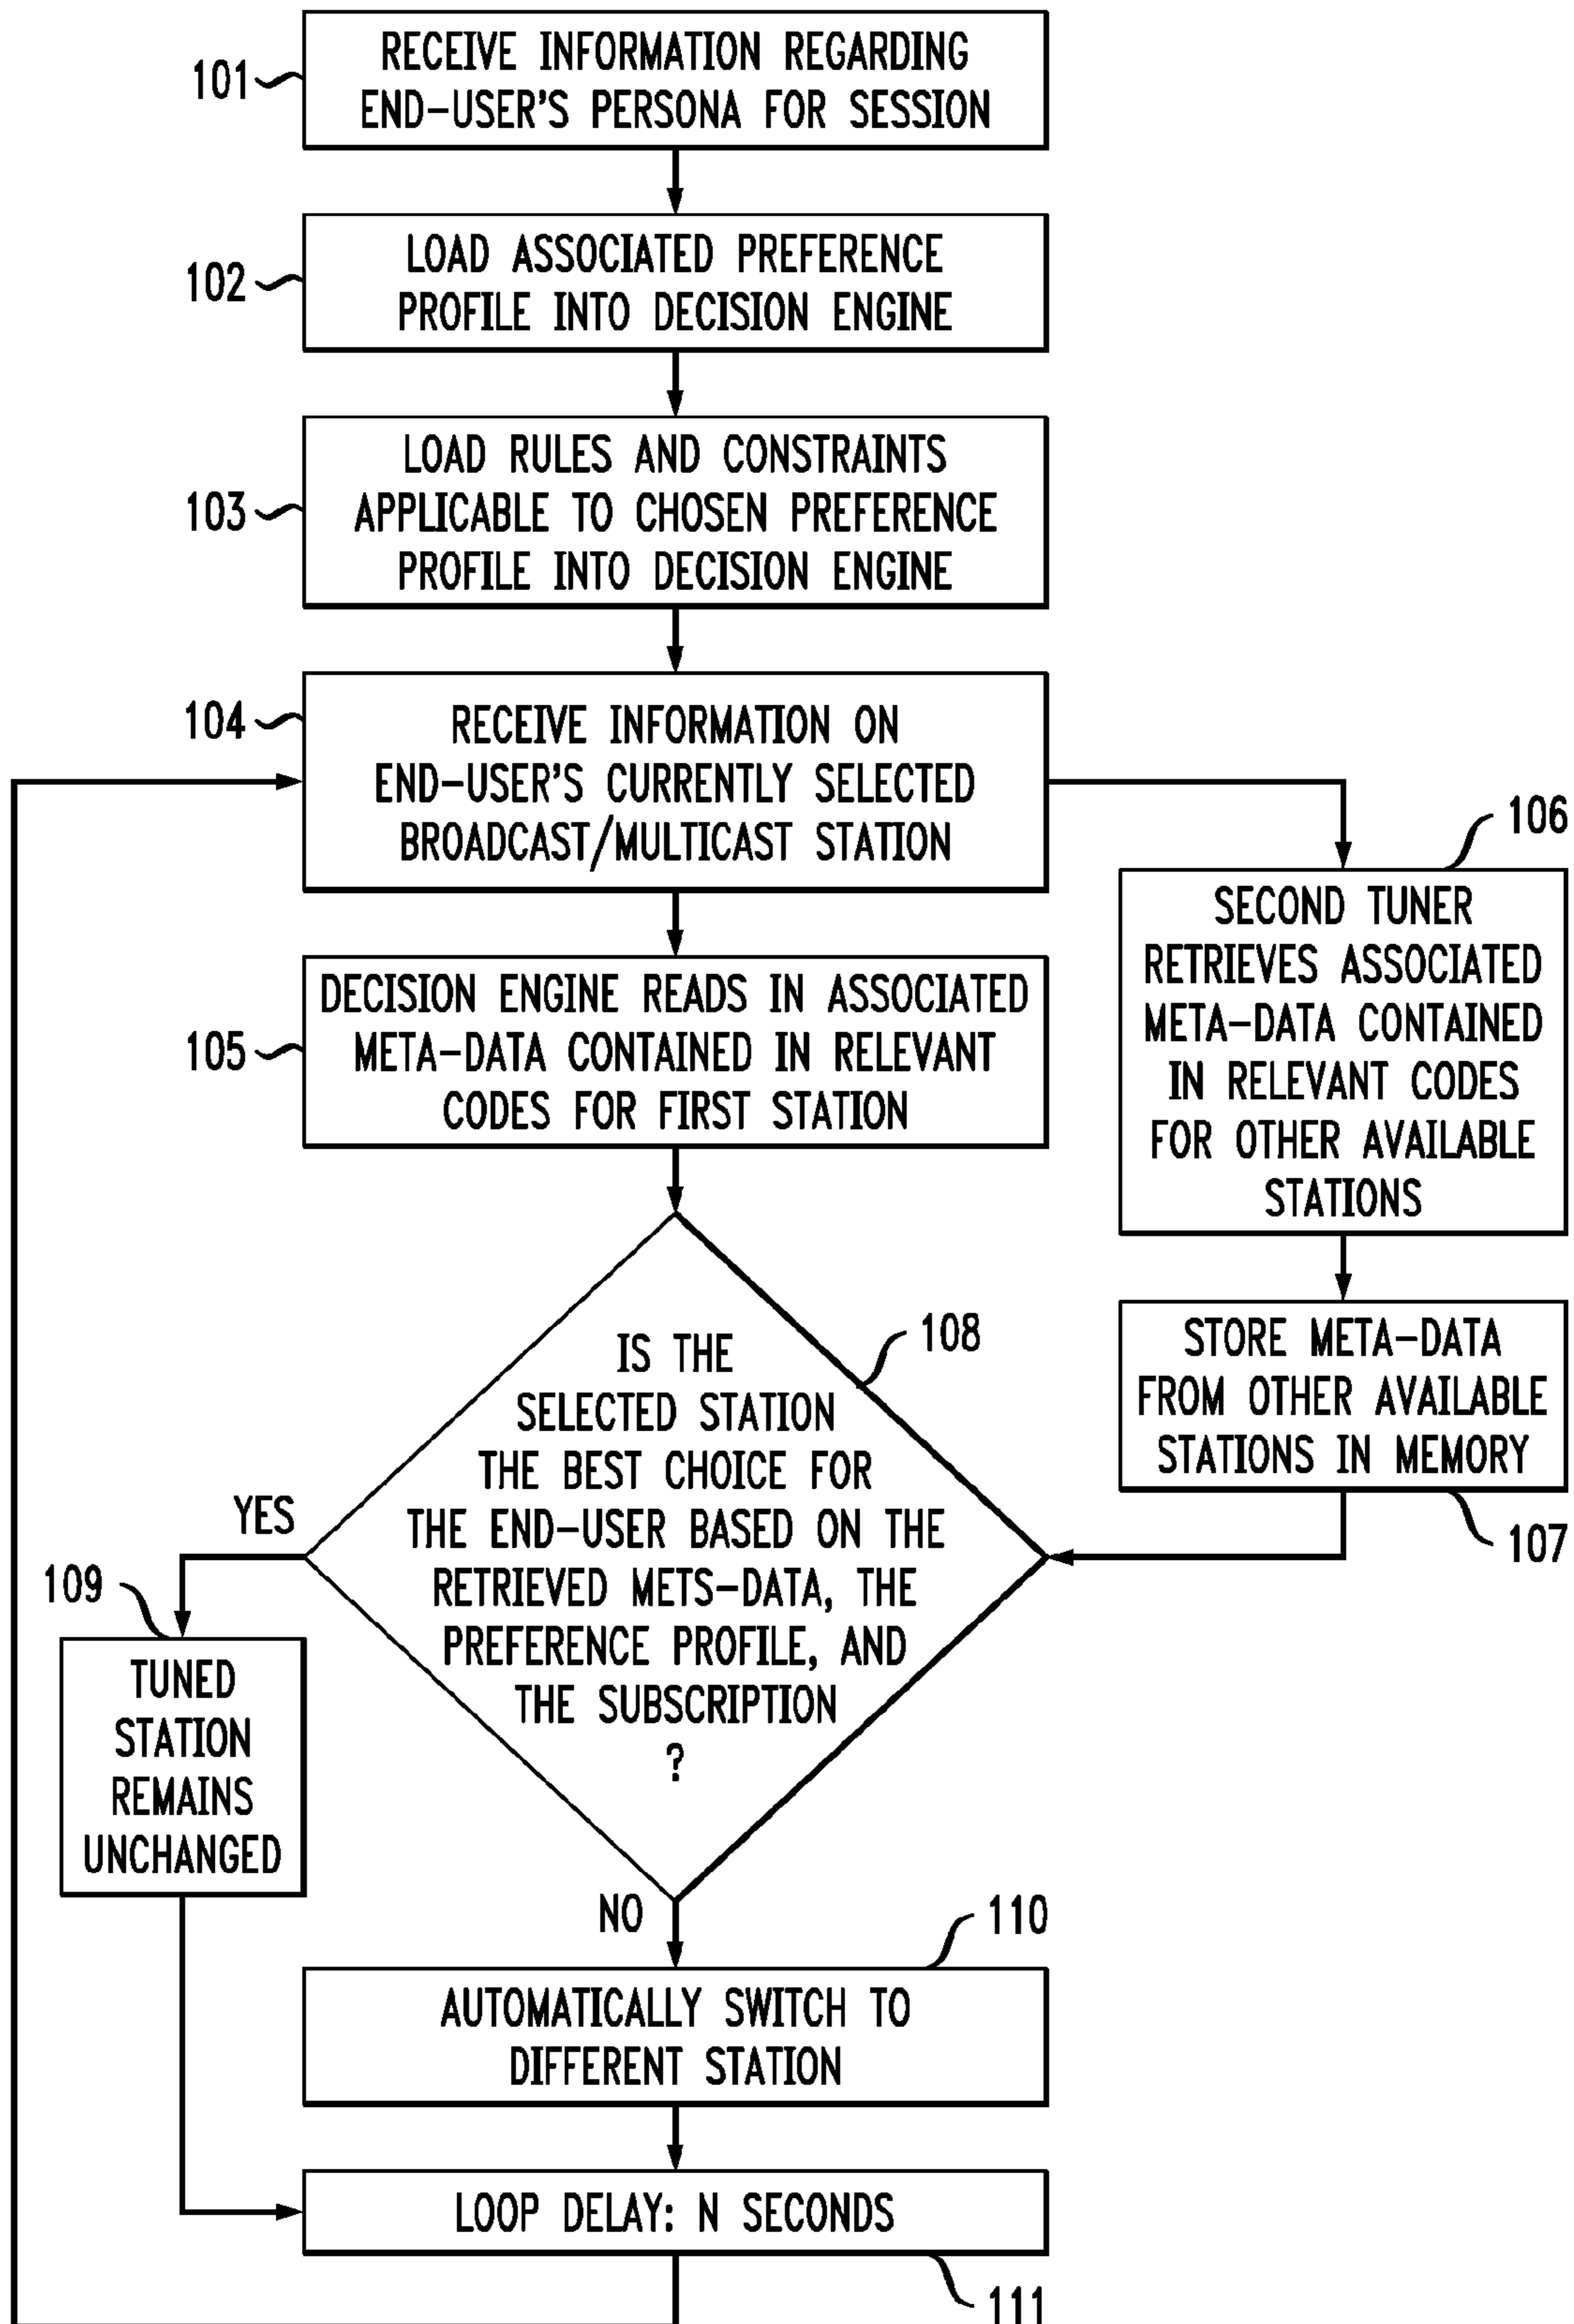 101
RECEIVE INFORMATION REGARDING
END-USER'S PERSONA FOR SESSION
102
LOAD ASSOCIATED PREFERENCE
PROFILE INTO DECISION ENGINE
103
LOAD RULES AND CONSTRAINTS
APPLICABLE TO CHOSEN PREFERENCE
PROFILE INTO DECISION ENGINE
104
RECEIVE INFORMATION ON
END-USER'S CURRENTLY SELECTED
BROADCAST/MULTICAST STATION
105
DECISION ENGINE READS IN ASSOCIATED
META-DATA CONTAINED IN RELEVANT
CODES FOR FIRST STATION
106
SECOND TUNER
RETRIEVES ASSOCIATED
META-DATA CONTAINED
IN RELEVANT CODES
FOR OTHER AVAILABLE
STATIONS
STORE META-DATA
FROM OTHER AVAILABLE
STATIONS IN MEMORY
107
108
IS THE
SELECTED STATION
THE BEST CHOICE FOR
THE END-USER BASED ON THE
RETRIEVED METS-DATA, THE
PREFERENCE PROFILE, AND
THE SUBSCRIPTION
?
YES
109
TUNED
STATION
REMAINS
UNCHANGED
NO
110
AUTOMATICALLY SWITCH TO
DIFFERENT STATION
LOOP DELAY: N SECONDS
111